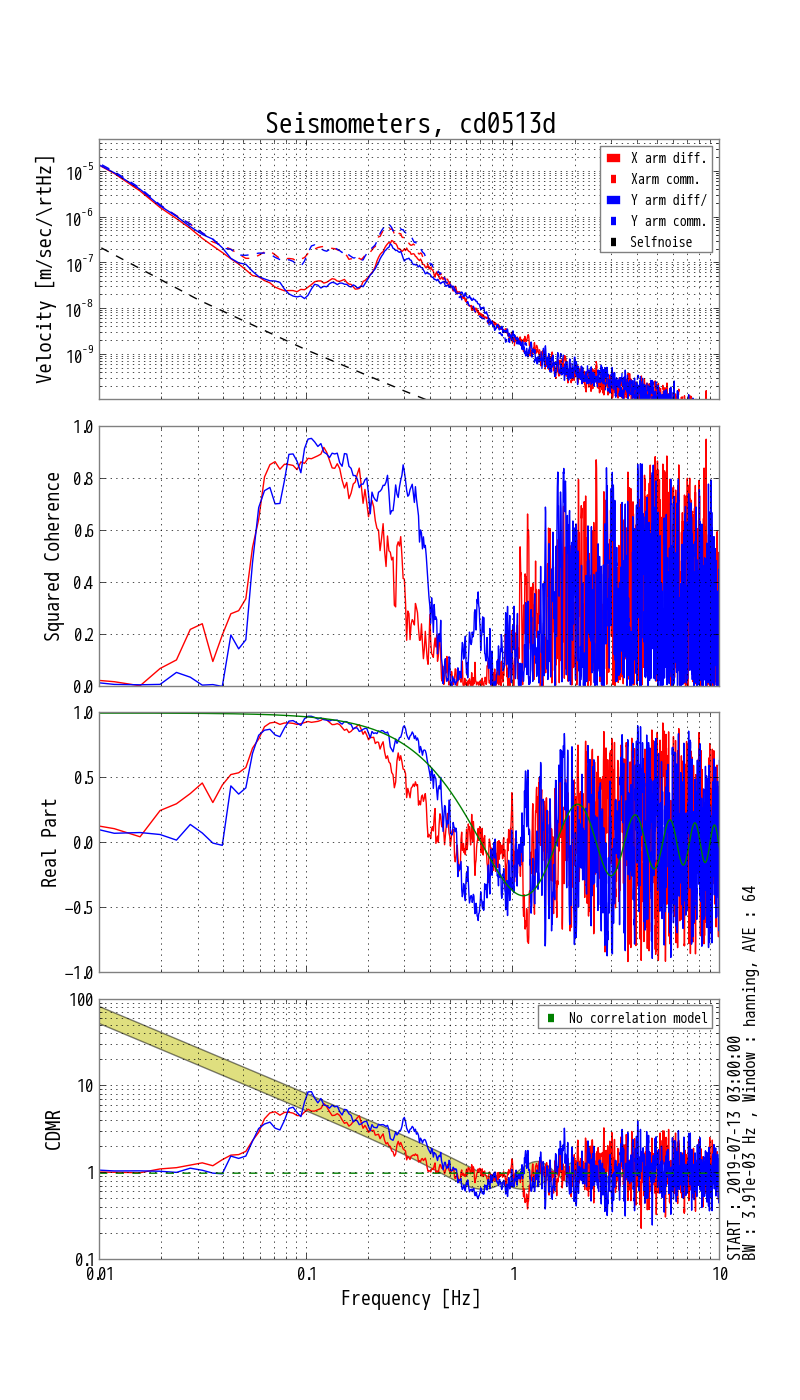 Seismometers, cd0513d
Velocity [m/sec/\rtHz]
10^-5
10^-6
10^-7
10^-8
10^-9
X arm diff.
Xarm comm.
Y arm diff/
Y arm comm.
Selfnoise
Squared Coherence
1.0
0.8
0.6
0.4
0.2
0.0
Real Part
1.0
0.5
0.0
−0.5
−1.0
CDMR
100
10
1
0.1
No correlation model
0.01
0.1
1
10
Frequency [Hz]
START : 2019-07-13 03:00:00
BW : 3.91e-03 Hz , Window : hanning, AVE : 64